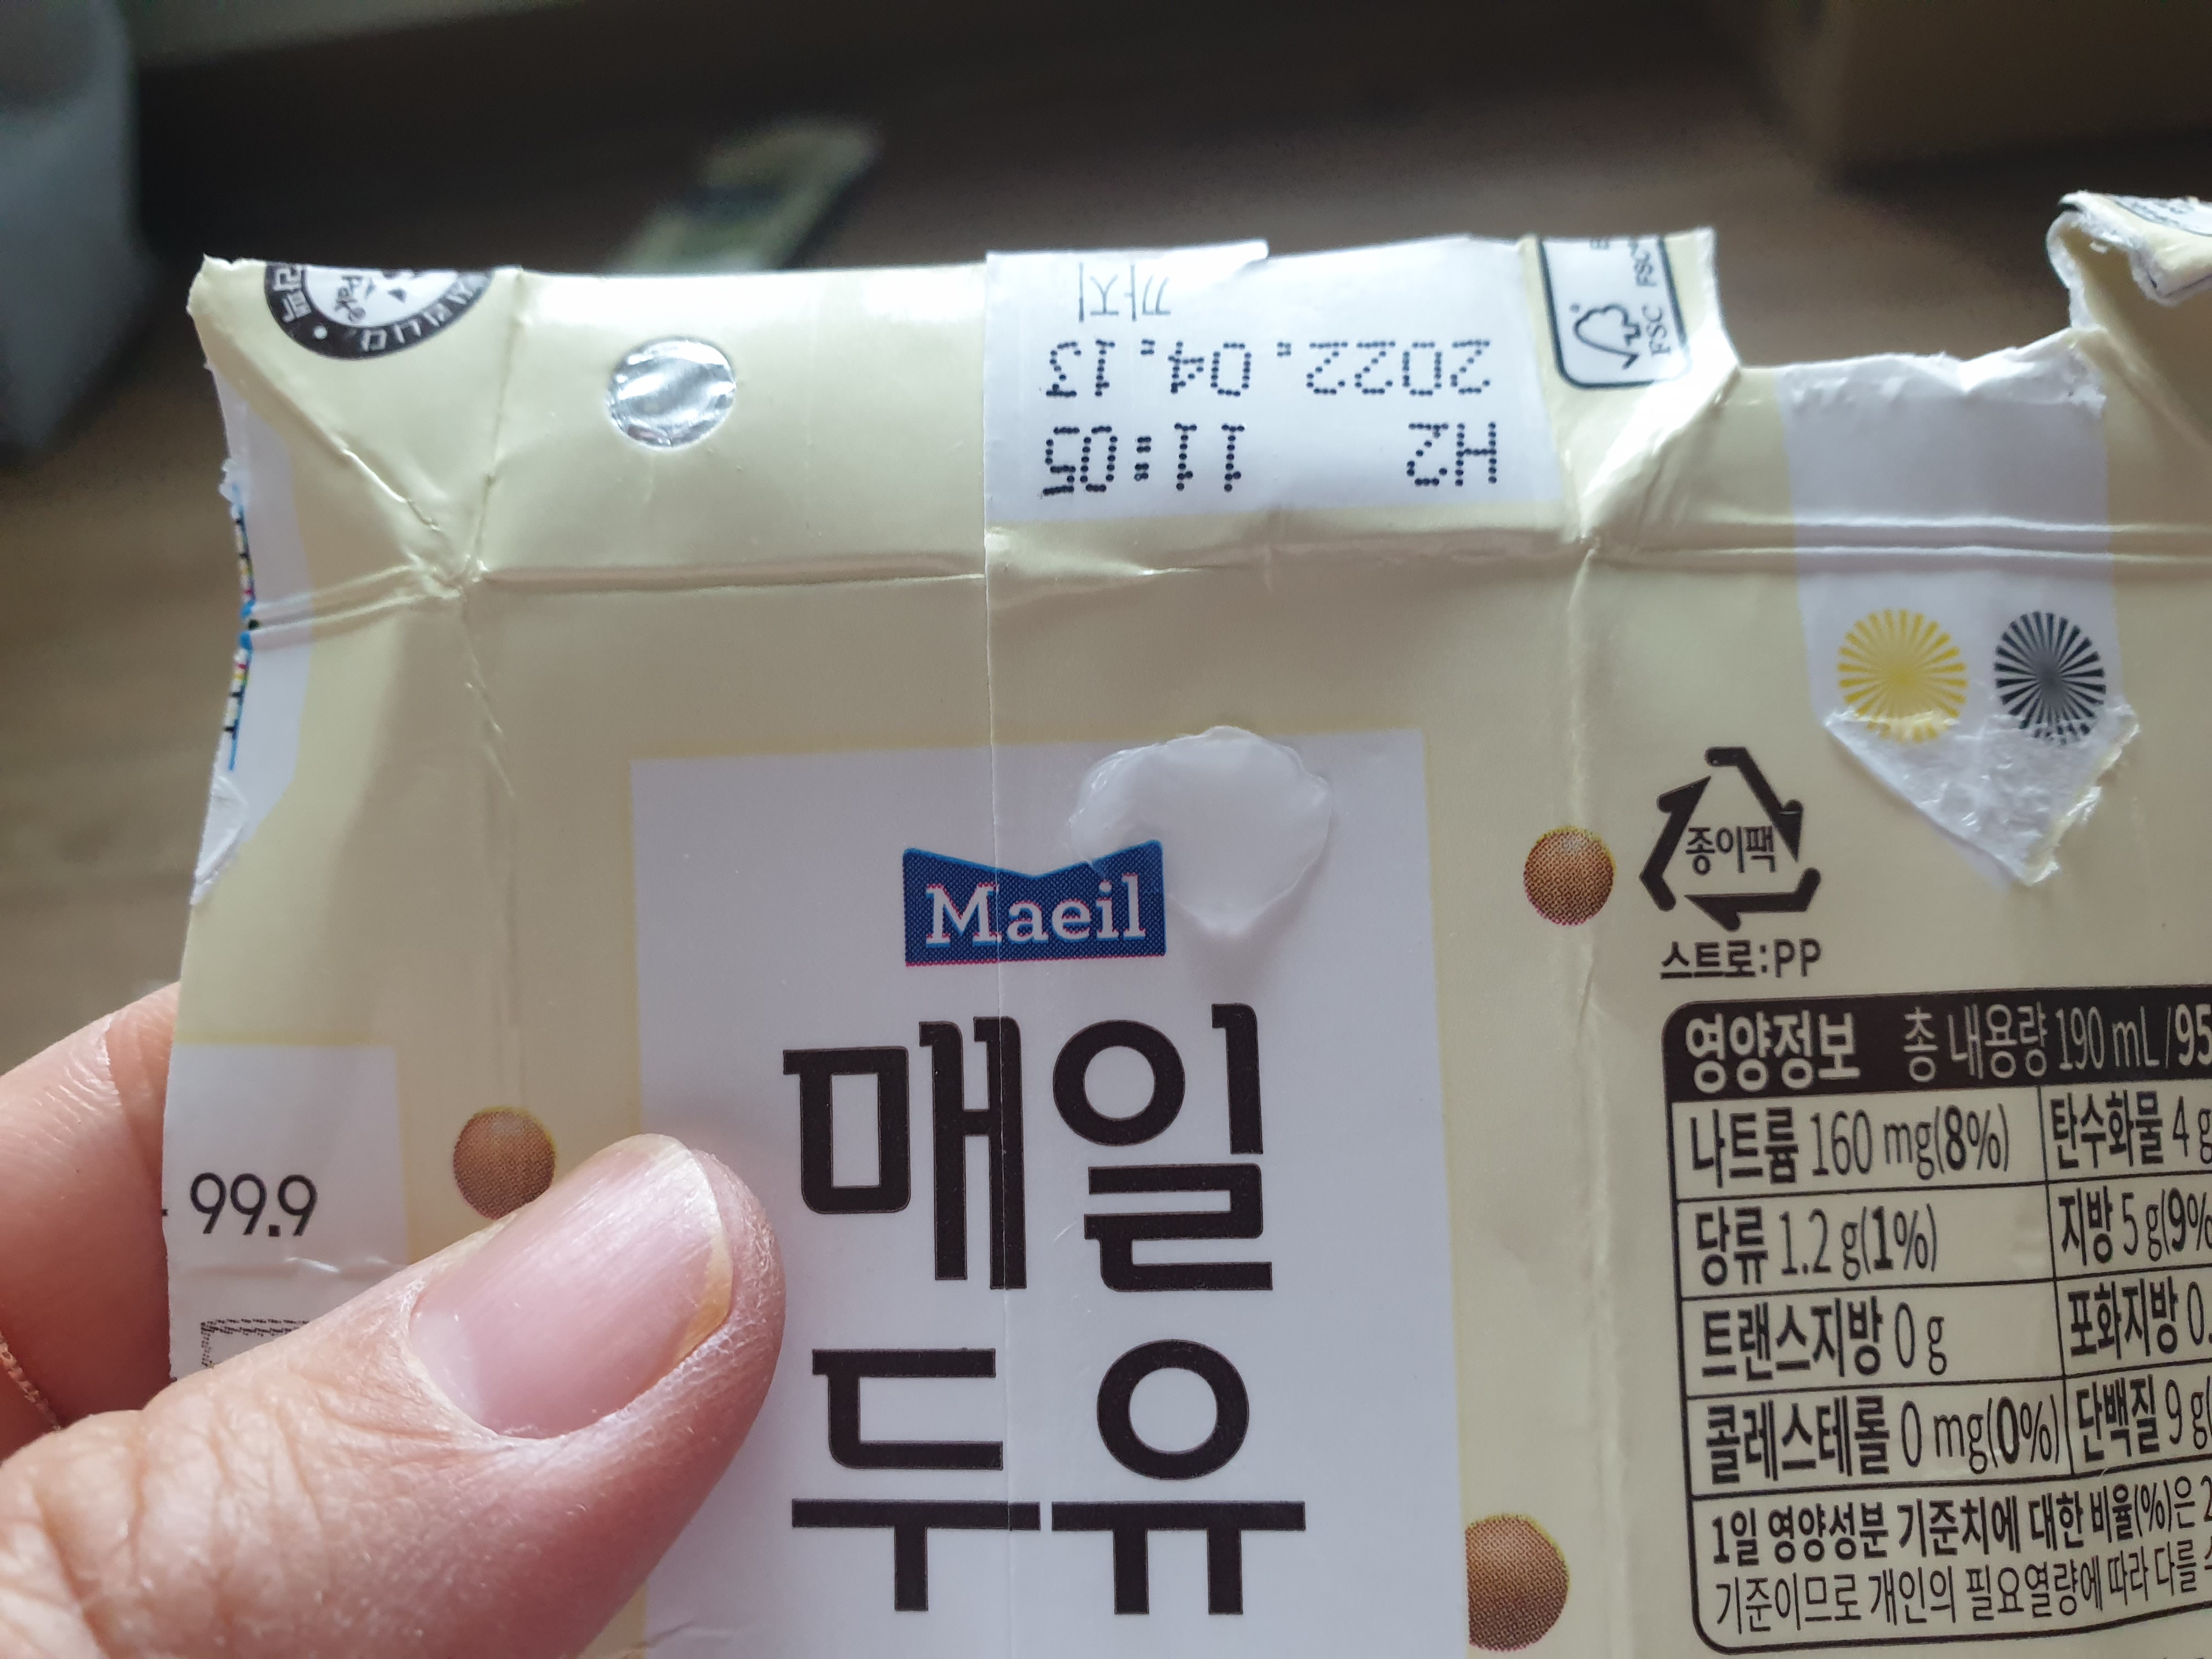 까지
2022. 04. 13
H2 11:05
FSC
Maeil
매일
두유
99.9
종이팩
스트로:PP
영양정보 총 내용량 190 mL/95
나트륨 160 mg(8%) 탄수화물 4 g
당류 1.2 g(1%) 지방 5 g(9%
트랜스지방 0 g 포화지방 0.
콜레스테롤 0 mg(0%) 단백질 9 g(
1일 영양성분 기준치에 대한 비율(%)은 2
기준이므로 개인의 필요열량에 따라 다를